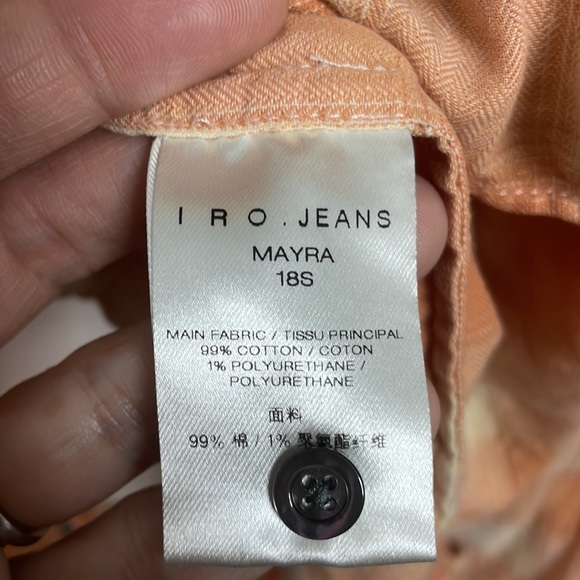 IRO.JEANS
MAYRA
18S
MAIN FABRIC / TISSU PRINCIPAL
99% COTTON / COTON
1% POLYURETHANE /
POLYURETHANE
面料
99% 棉 / 1% 聚氨酯纤维